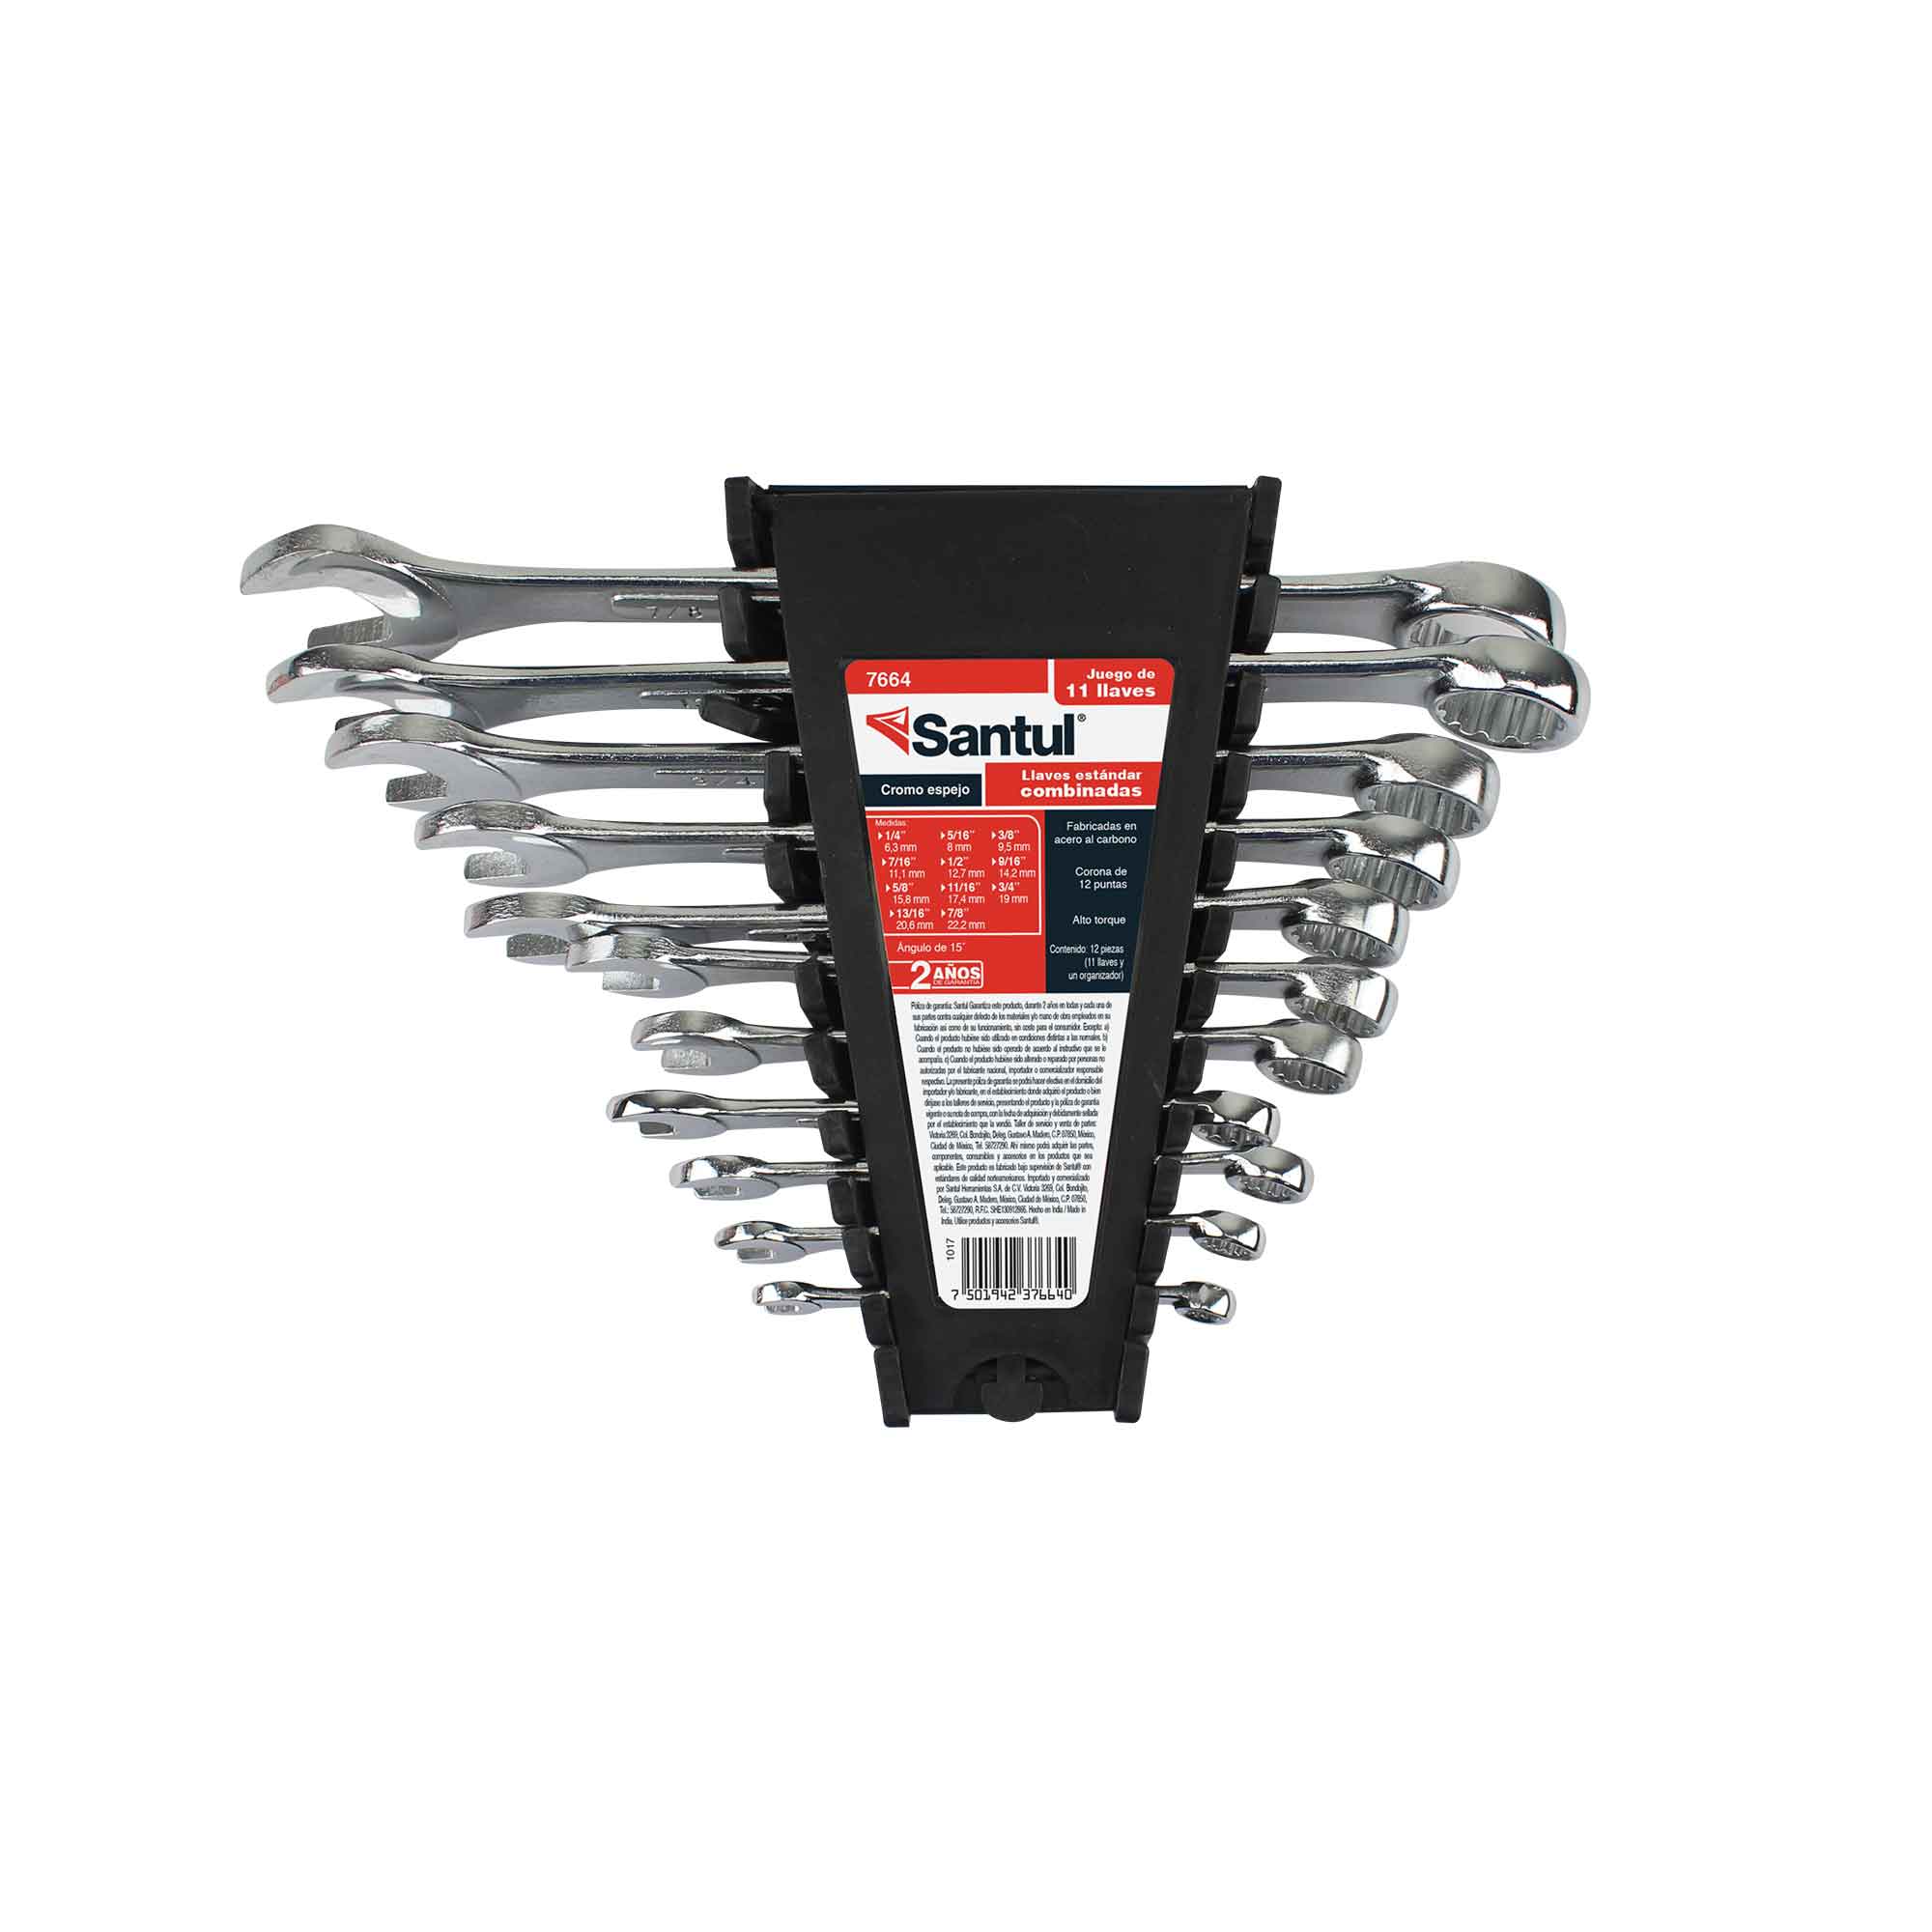 7/8
3/4
7664
Juego de
11 llaves
Santul®
Cromo espejo
Llaves estándar
combinadas
Medidas:
1/4" 5/16" 3/8"
6,3 mm 8 mm 9,5 mm
7/16" 1/2" 9/16"
11,1 mm 12,7 mm 14,2 mm
5/8" 11/16" 3/4"
15,8 mm 17,4 mm 19 mm
13/16" 7/8"
20,6 mm 22,2 mm
Ángulo de 15°
2 AÑOS
DE GARANTÍA
Fabricadas en
acero al carbono
Corona de
12 puntas
Alto torque
Contenido: 12 piezas
(11 llaves y
un organizador)
Póliza de garantía: Santul Garantiza este producto, durante 2 años en todas y cada una de
sus partes contra cualquier defecto de los materiales y/o mano de obra empleados en su
fabricación así como de su funcionamiento, sin costo para el consumidor. Excepto: a)
Cuando el producto hubiése sido utilizado en condiciones distintas a las normales. b)
Cuando el producto no hubiése sido operado de acuerdo al instructivo que se le
acompaña. c) Cuando el producto hubiése sido alterado o reparado por personas no
autorizadas por el fabricante nacional, importador o comercializador responsable
respectivo. La presente póliza de garantía se podrá hacer efectiva en el domicilio del
importador y/o fabricante, en el establecimiento donde adquirió el producto o bien
diríjase a los talleres de servicio, presentando el producto y la póliza de garantía
vigente o su nota de compra, con la fecha de adquisición y debidamente sellada
por el establecimiento que la vendió. Taller de servicio y venta de partes:
Victoria 3269, Col. Bondojito, Deleg. Gustavo A. Madero, C.P. 07850, México,
Ciudad de México, Tel. 56727290. Ahí mismo podrá adquirir las partes,
componentes, consumibles y accesorios en los productos que sea
aplicable. Este producto es fabricado bajo supervisión de Santul® con
estándares de calidad norteamericanos. Importado y comercializado
por Santul Herramientas S.A. de C.V. Victoria 3269, Col. Bondojito,
Deleg. Gustavo A. Madero, México, Ciudad de México, C.P. 07850,
Tel.: 56727290, R.F.C. SHE130912866. Hecho en India / Made in
India. Utilice productos y accesorios Santul®.
1017
7 501942 376640